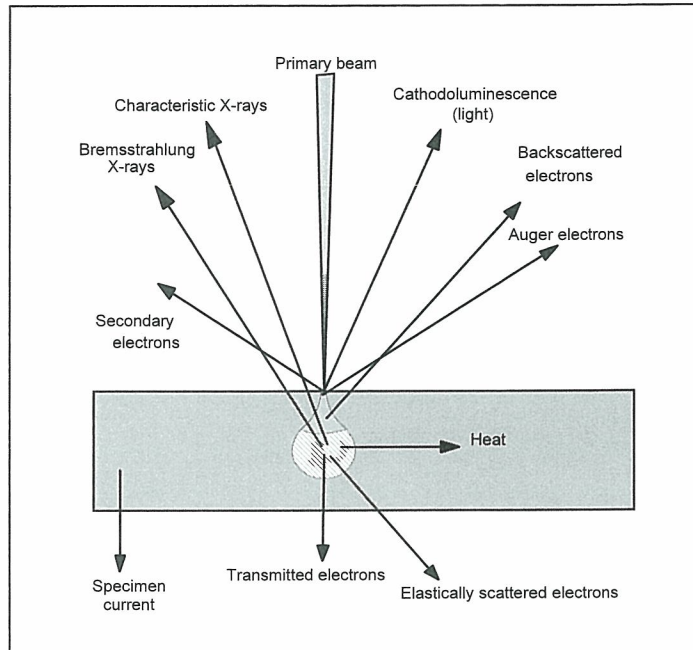 Primary beam
Characteristic X-rays
Cathodoluminescence
(light)
Bremsstrahlung
X-rays
Backscattered
electrons
Auger electrons
Secondary
electrons
Heat
Specimen
current
Transmitted electrons
Elastically scattered electrons